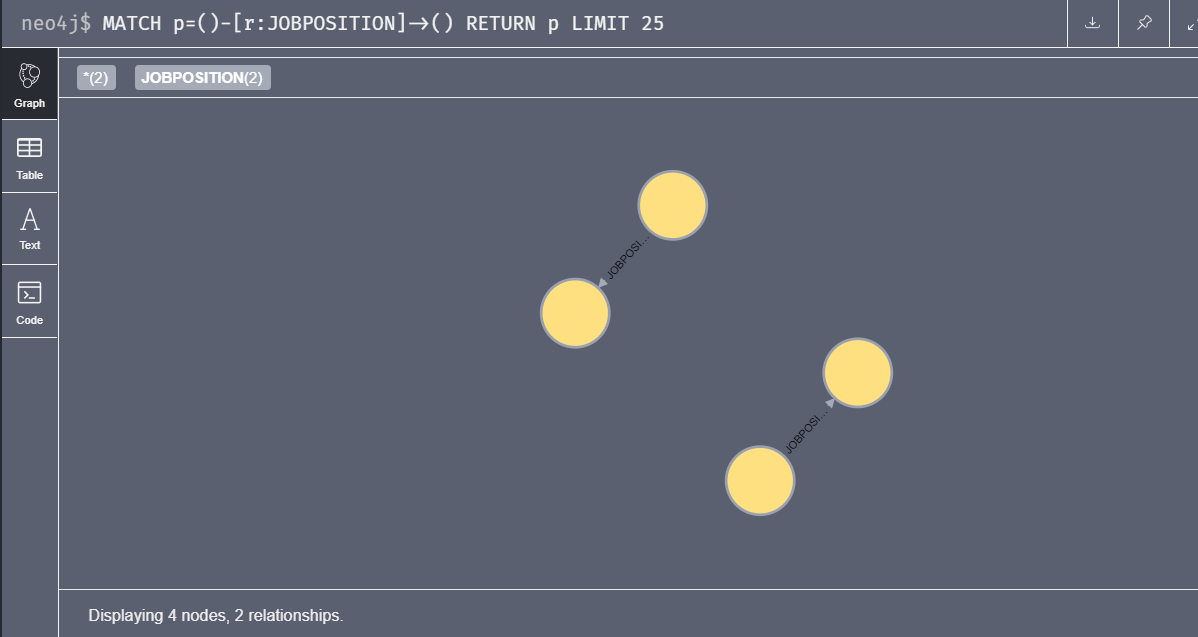 neo4j$ MATCH p=()-[r:JOBPOSITION]->() RETURN p LIMIT 25
*(2) JOBPOSITION(2)
Graph
Table
Text
Code
JOBPOSI...
JOBPOSI...
Displaying 4 nodes, 2 relationships.